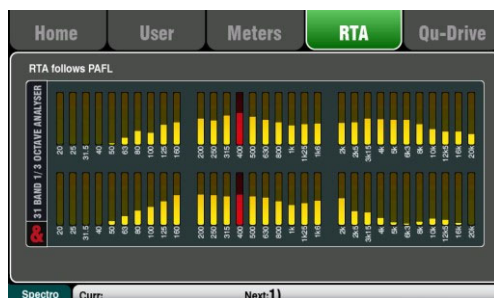 Home User Meters RTA Qu-Drive
RTA follows PAFL
31 BAND 1/ 3 OCTAVE ANALYSER
20 25 31.5 40 50 63 80 100 125 160 200 250 315 400 500 630 800 1k 1k25 1k6 2k 2k5 3k15 4k 5k 6k3 8k 10k 12k5 16k 20k
20 25 31.5 40 50 63 80 100 125 160 200 250 315 400 500 630 800 1k 1k25 1k6 2k 2k5 3k15 4k 5k 6k3 8k 10k 12k5 16k 20k
&
Spectro Curr: Next:1)